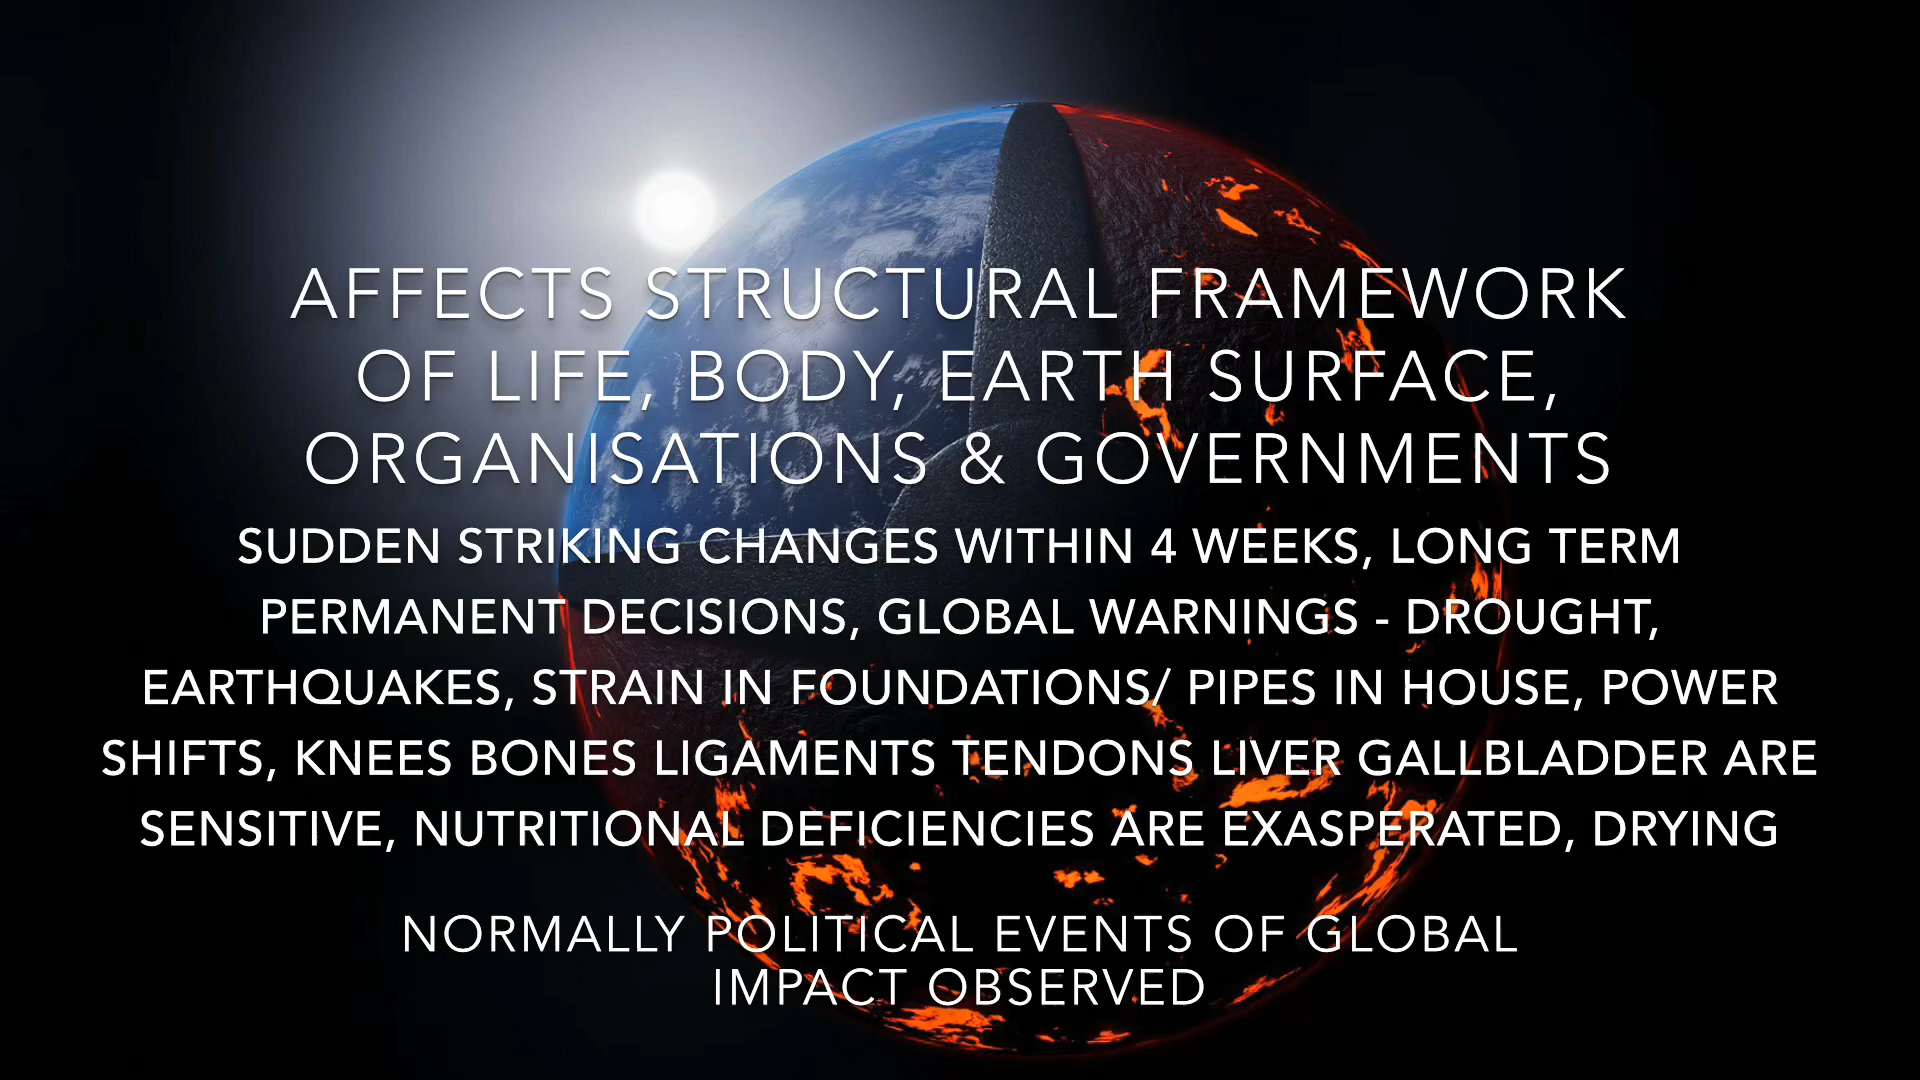 AFFECTS STRUCTURAL FRAMEWORK
OF LIFE, BODY, EARTH SURFACE,
ORGANISATIONS & GOVERNMENTS
SUDDEN STRIKING CHANGES WITHIN 4 WEEKS, LONG TERM
PERMANENT DECISIONS, GLOBAL WARNINGS - DROUGHT,
EARTHQUAKES, STRAIN IN FOUNDATIONS/ PIPES IN HOUSE, POWER
SHIFTS, KNEES BONES LIGAMENTS TENDONS LIVER GALLBLADDER ARE
SENSITIVE, NUTRITIONAL DEFICIENCIES ARE EXASPERATED, DRYING
NORMALLY POLITICAL EVENTS OF GLOBAL
IMPACT OBSERVED